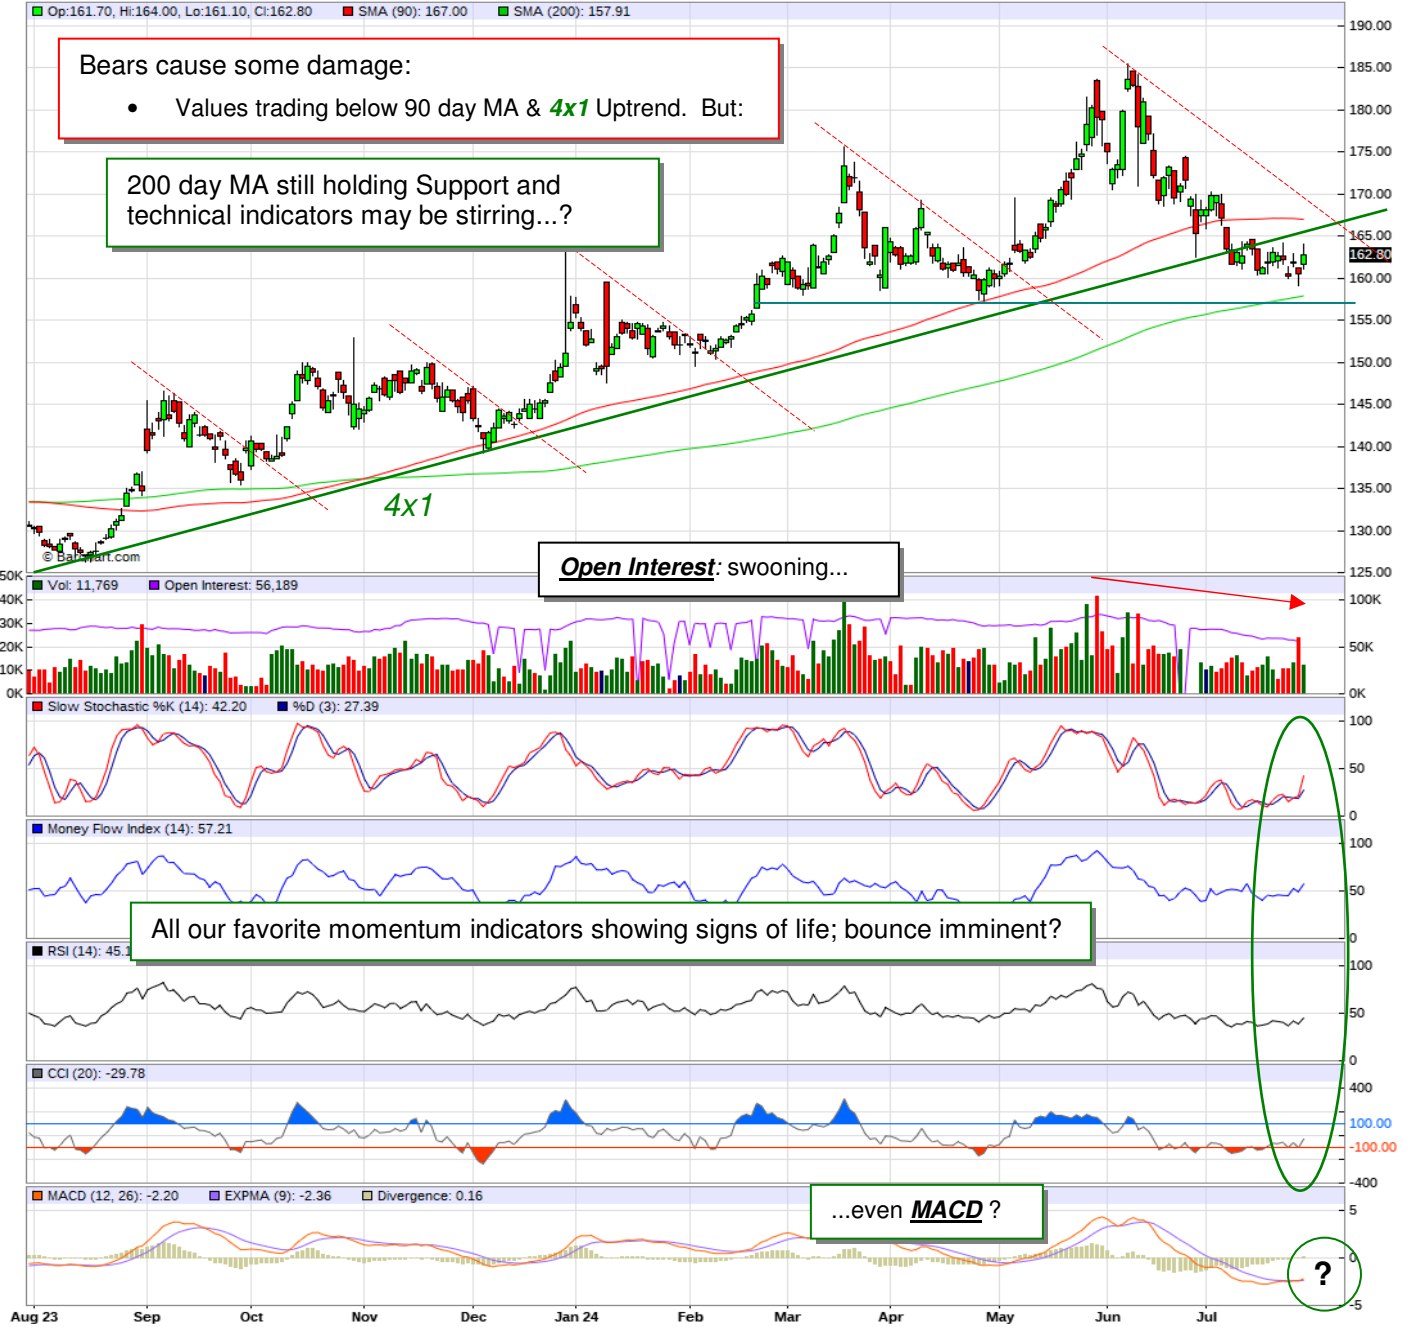 Op:161.70, Hi:164.00, Lo:161.10, Cl:162.80 SMA (90): 167.00 SMA (200): 157.91
190.00
Bears cause some damage:
• Values trading below 90 day MA & 4x1 Uptrend. But:
185.00
180.00
175.00
200 day MA still holding Support and
technical indicators may be stirring...?
170.00
165.00
162.80
160.00
155.00
150.00
145.00
140.00
135.00
4x1
130.00
© Barchart.com
125.00
Open Interest: swooning...
50K Vol: 11,769 Open Interest: 56,189
40K 100K
30K
20K 50K
10K
0K 0K
Slow Stochastic %K (14): 42.20 %D (3): 27.39
100
50
0
Money Flow Index (14): 57.21
100
50
All our favorite momentum indicators showing signs of life; bounce imminent?
0
RSI (14): 45.1
100
50
0
CCI (20): -29.78
400
100.00
-100.00
-400
MACD (12, 26): -2.20 EXPMA (9): -2.36 Divergence: 0.16
...even MACD ?
5
0
?
-5
Aug 23 Sep Oct Nov Dec Jan 24 Feb Mar Apr May Jun Jul